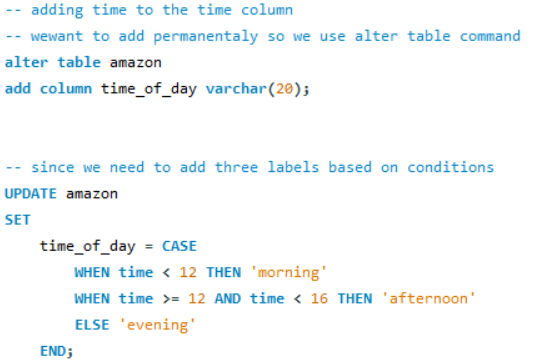 -- adding time to the time column
-- wewant to add permanentaly so we use alter table command
alter table amazon
add column time_of_day varchar(20);
-- since we need to add three labels based on conditions
UPDATE amazon
SET
time_of_day = CASE
WHEN time < 12 THEN 'morning'
WHEN time >= 12 AND time < 16 THEN 'afternoon'
ELSE 'evening'
END;